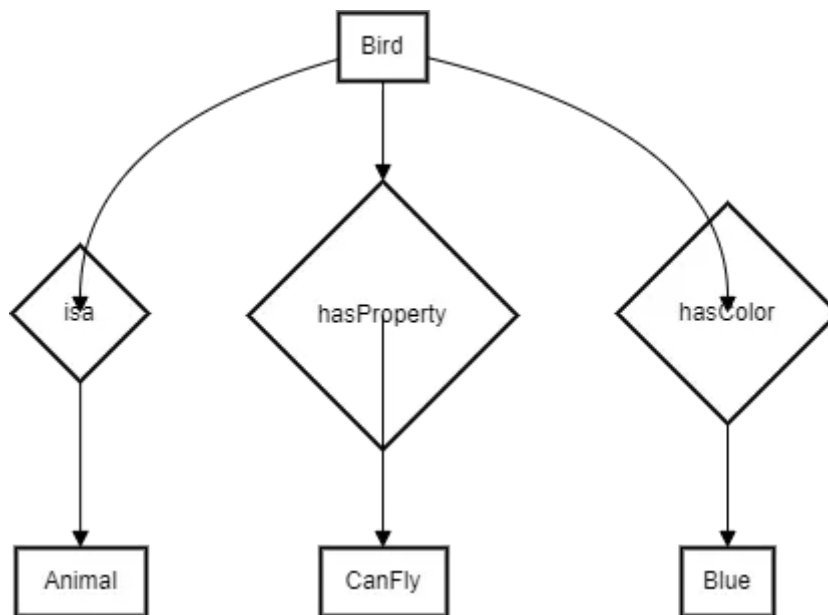 Bird
isa
hasProperty
hasColor
Animal
CanFly
Blue